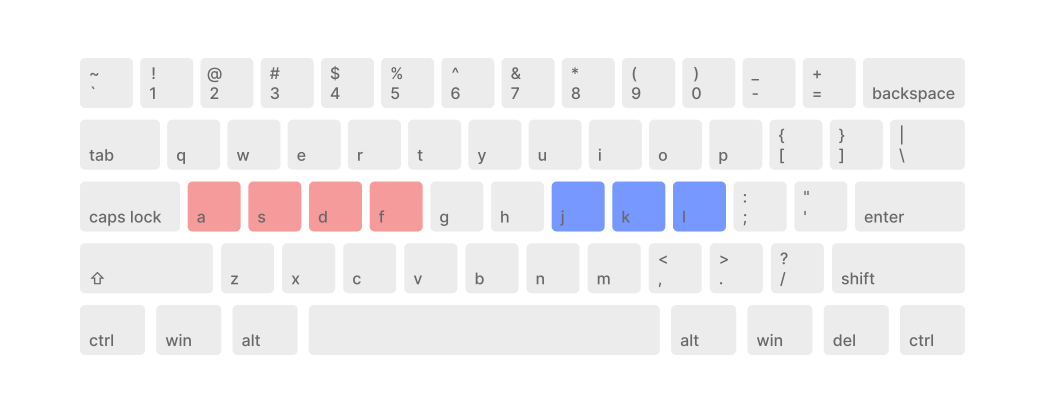 ~ ! @ # $ % ^ & * ( ) _ +
` 1 2 3 4 5 6 7 8 9 0 - = backspace
{ } |
tab q w e r t y u i o p [ ] \
: "
caps lock a s d f g h j k l ; ' enter
< > ?
⇧ z x c v b n m , . / shift
ctrl win alt alt win del ctrl